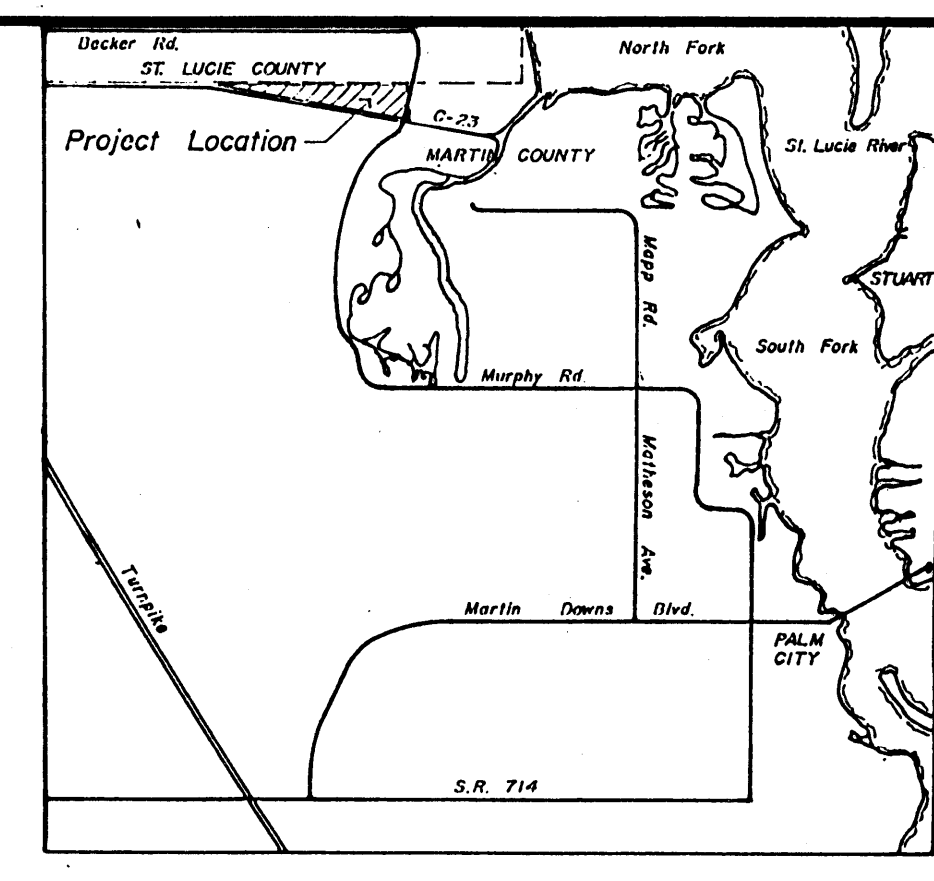 Becker Rd.
North Fork
ST. LUCIE COUNTY
C-23
Project Location
St. Lucie River
MARTIN COUNTY
Mapp Rd.
STUART
South Fork
Murphy Rd.
Matheson Ave.
Turnpike
Martin Downs Blvd.
PALM
CITY
S.R. 714